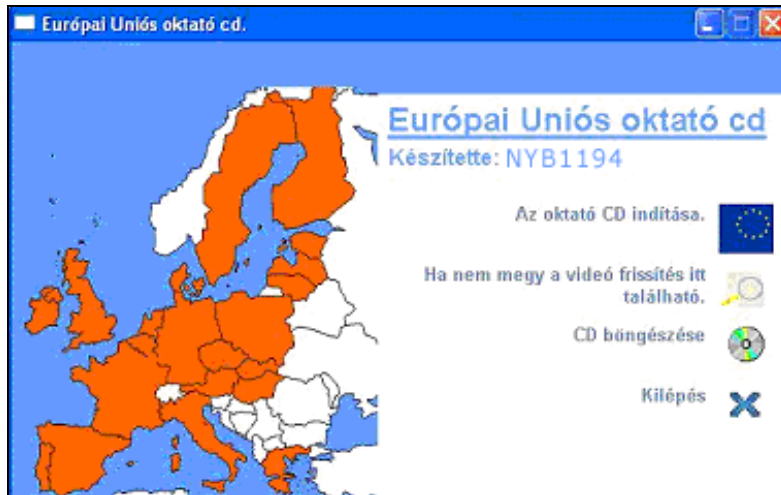 Európai Uniós oktató cd.
Európai Uniós oktató cd
Készítette: NYB1194
Az oktató CD indítása.
Ha nem megy a videó frissítés itt
található.
CD böngészése
Kilépés